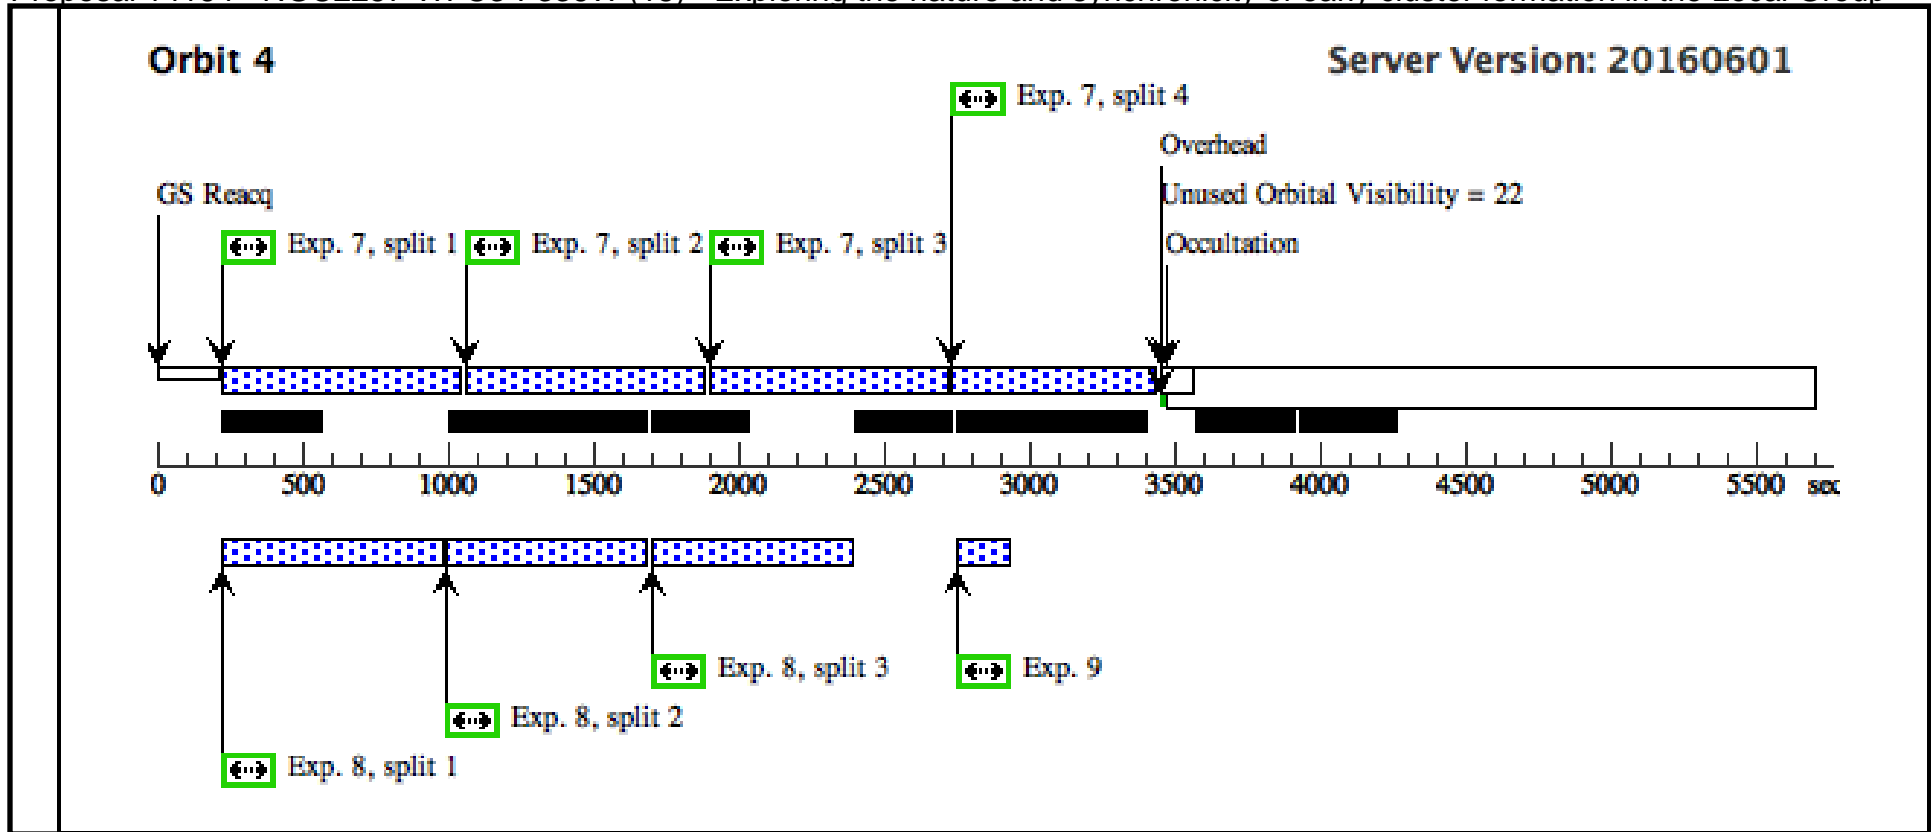 Orbit 4
Server Version: 20160601
Exp. 7, split 4
Overhead
GS Reacq
Unused Orbital Visibility = 22
Exp. 7, split 1
Exp. 7, split 2
Exp. 7, split 3
Occultation
0 500 1000 1500 2000 2500 3000 3500 4000 4500 5000 5500 sec
Exp. 8, split 3
Exp. 9
Exp. 8, split 2
Exp. 8, split 1